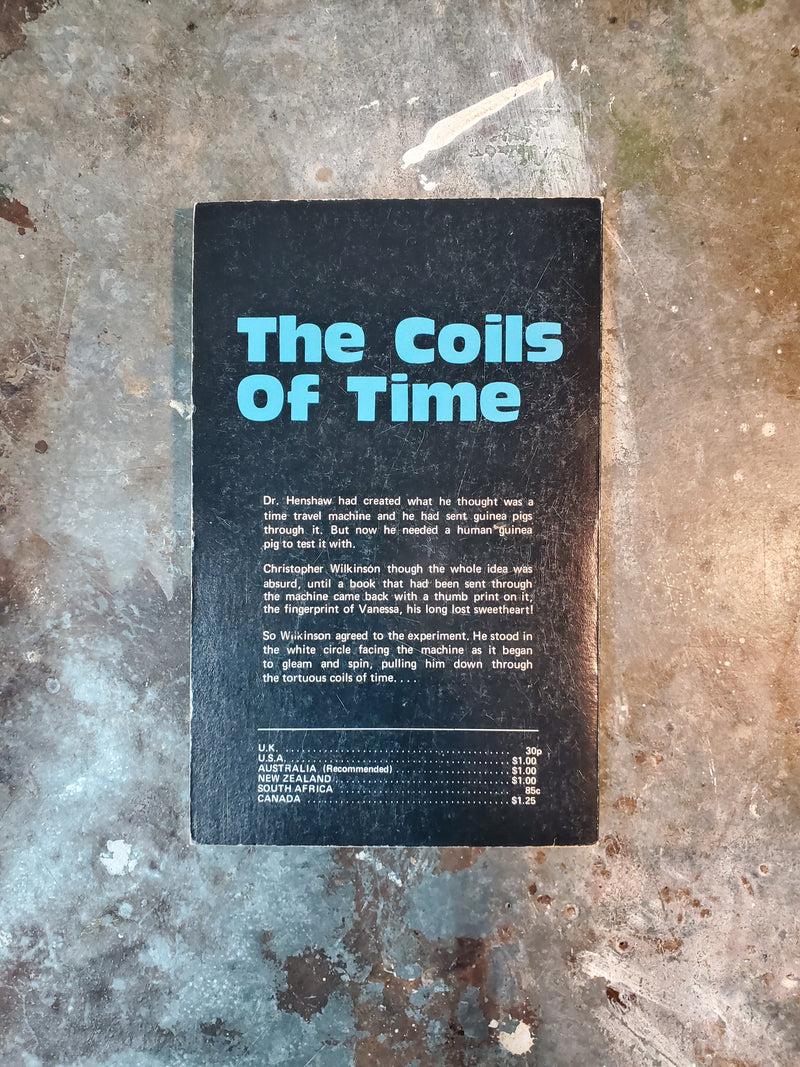 The Coils
Of Time
Dr. Henshaw had created what he thought was a
time travel machine and he had sent guinea pigs
through it. But now he needed a human guinea
pig to test it with.
Christopher Wilkinson though the whole idea was
absurd, until a book that had been sent through
the machine came back with a thumb print on it;
the fingerprint of Vanessa, his long lost sweetheart!
So Wilkinson agreed to the experiment. He stood in
the white circle facing the machine as it began
to gleam and spin, pulling him down through
the tortuous coils of time. . . .
U.K. . . . . . . . . . . . . . . . . . . . . . . . . . . . . . . . . . . . . . . . 30p
U.S.A. . . . . . . . . . . . . . . . . . . . . . . . . . . . . . . . . . . . . . . $1.00
AUSTRALIA (Recommended) . . . . . . . . . . . . . . . . . . . . $1.00
NEW ZEALAND . . . . . . . . . . . . . . . . . . . . . . . . . . . . . . . $1.00
SOUTH AFRICA . . . . . . . . . . . . . . . . . . . . . . . . . . . . . . . 85c
CANADA . . . . . . . . . . . . . . . . . . . . . . . . . . . . . . . . . . . . $1.25